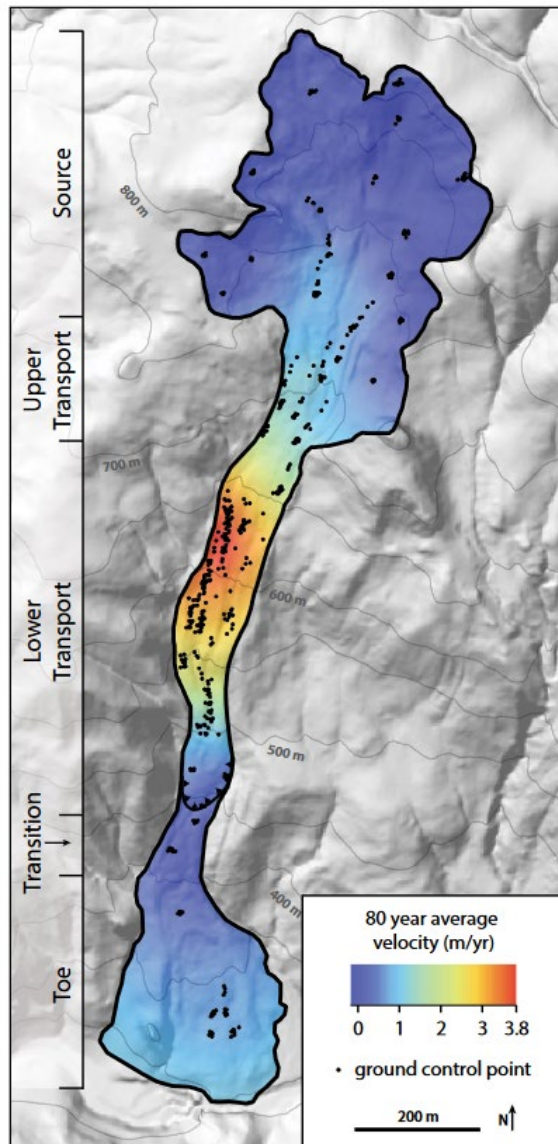 Source
800 m
Upper
Transport
700 m
Lower
Transport
600 m
500 m
Transition
400 m
Toe
80 year average
velocity (m/yr)
0 1 2 3 3.8
ground control point
200 m N